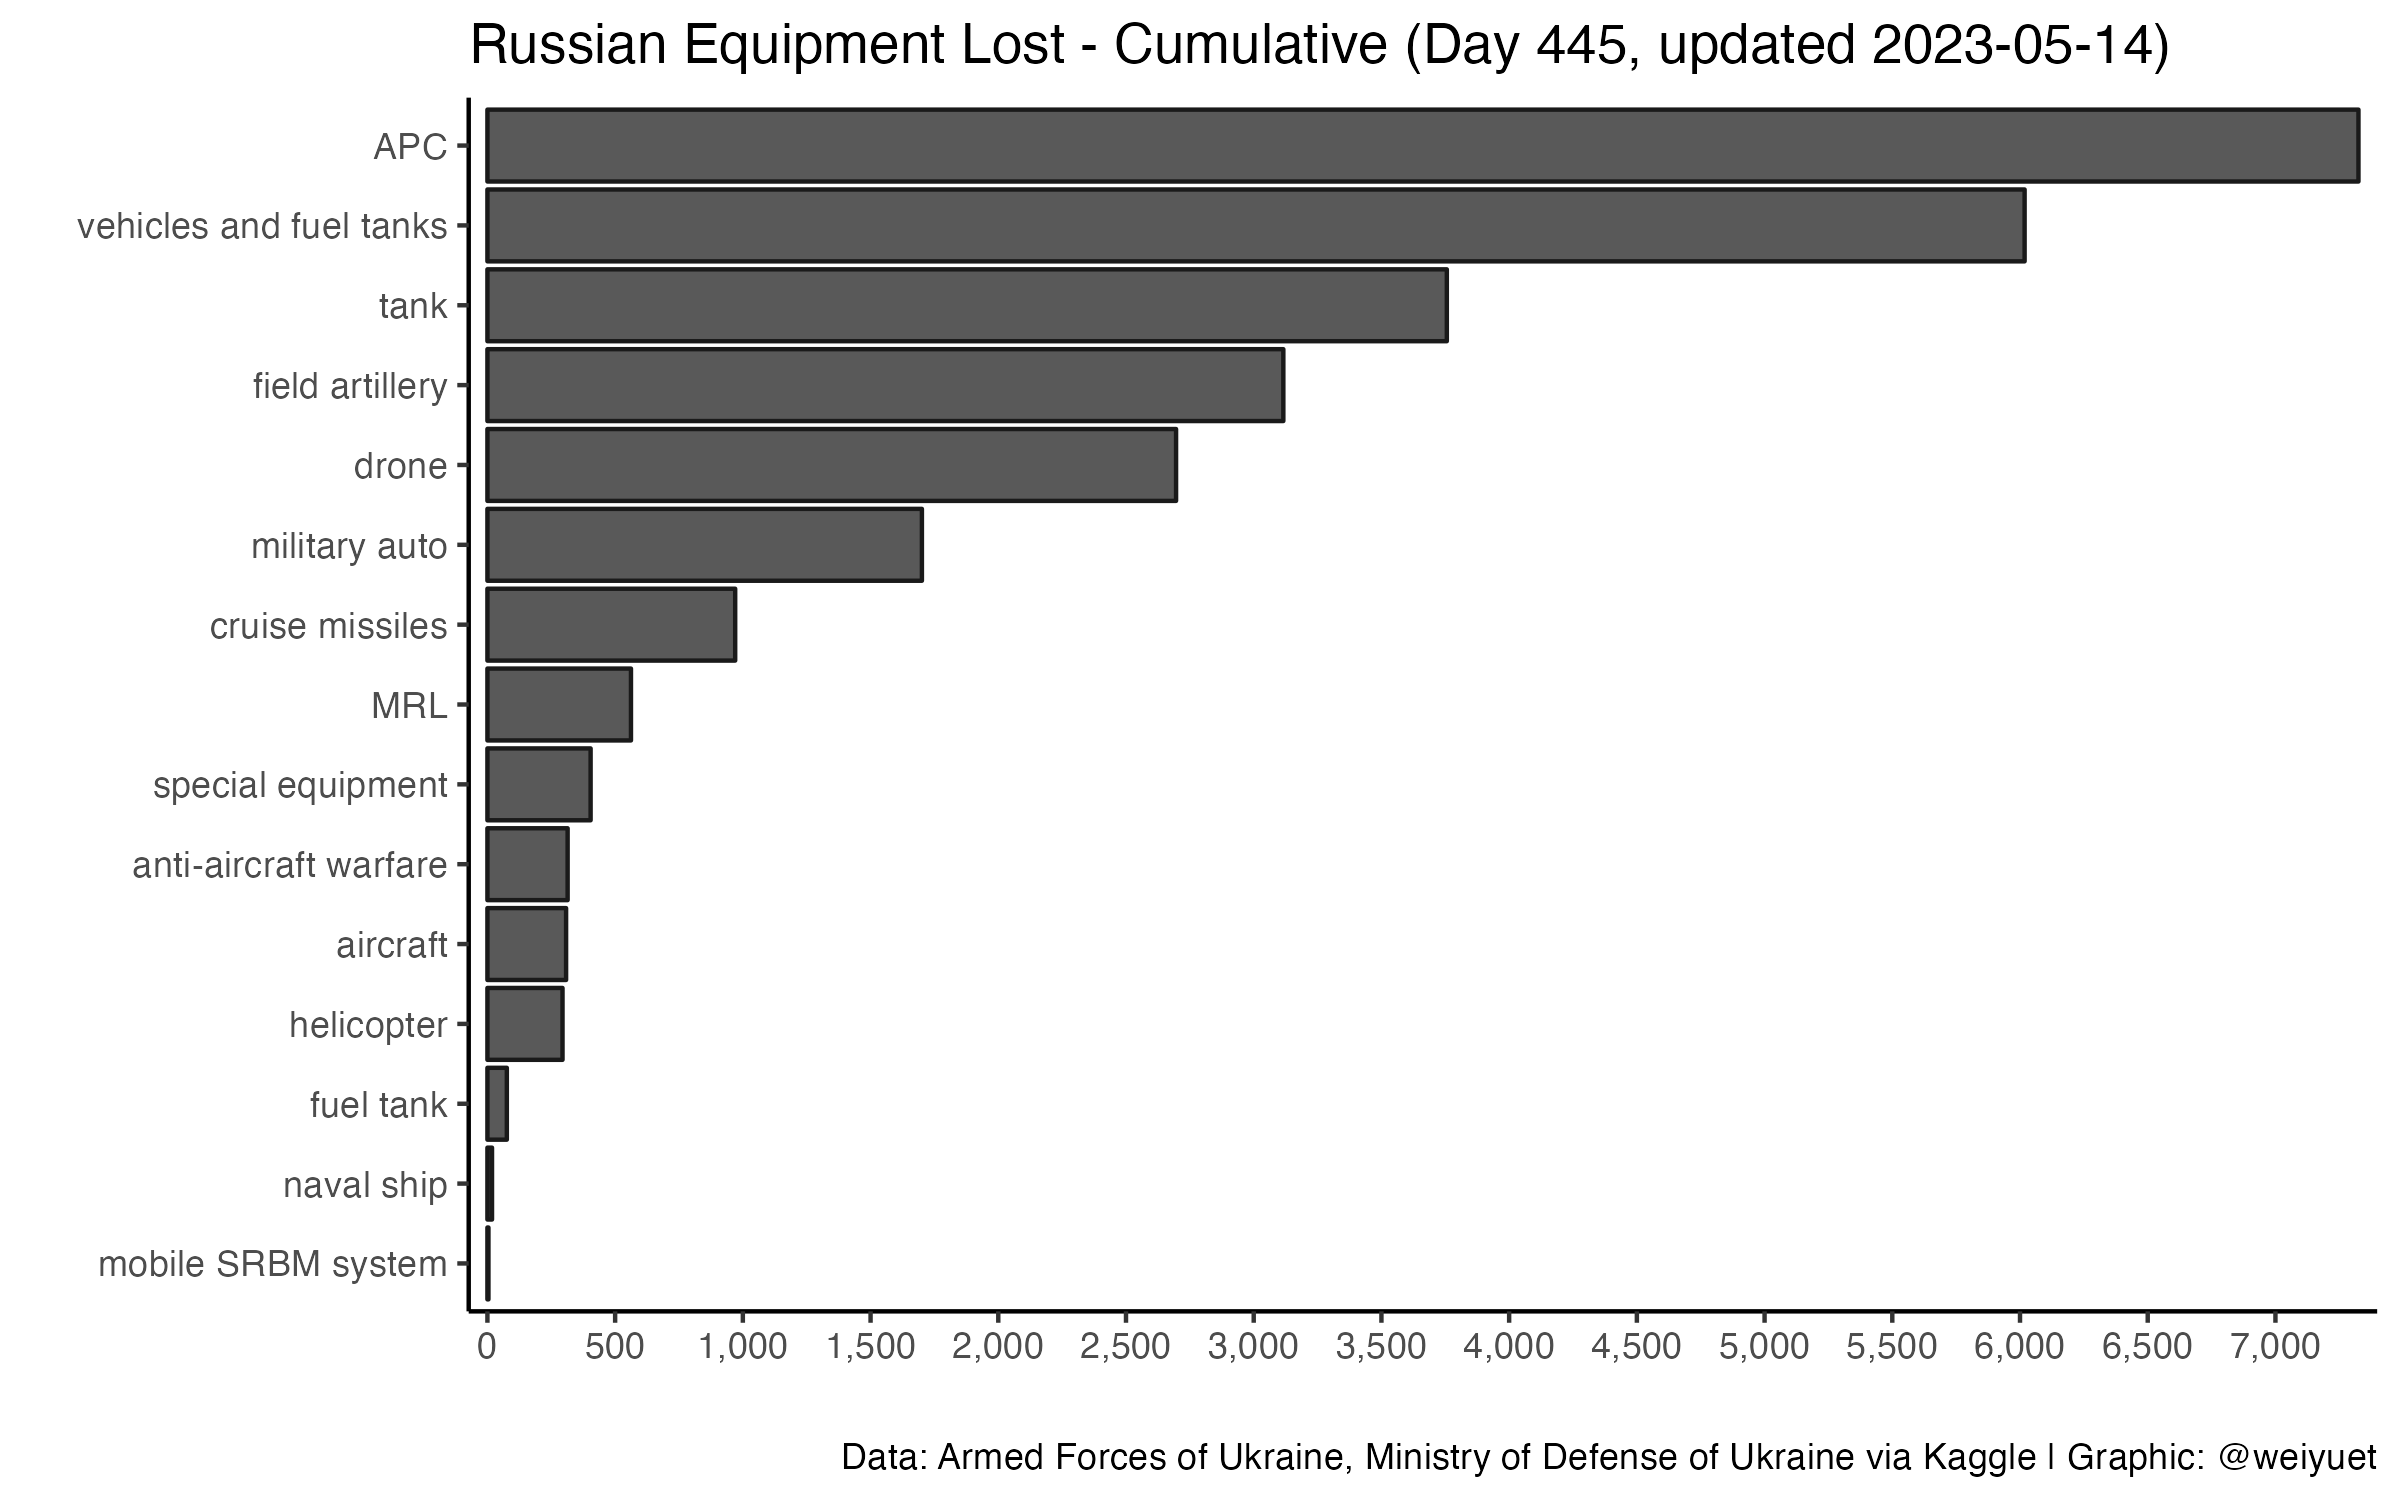 Russian Equipment Lost - Cumulative (Day 445, updated 2023-05-14)
APC
vehicles and fuel tanks
tank
field artillery
drone
military auto
cruise missiles
MRL
special equipment
anti-aircraft warfare
aircraft
helicopter
fuel tank
naval ship
mobile SRBM system
0 500 1,000 1,500 2,000 2,500 3,000 3,500 4,000 4,500 5,000 5,500 6,000 6,500 7,000
Data: Armed Forces of Ukraine, Ministry of Defense of Ukraine via Kaggle | Graphic: @weiyuet